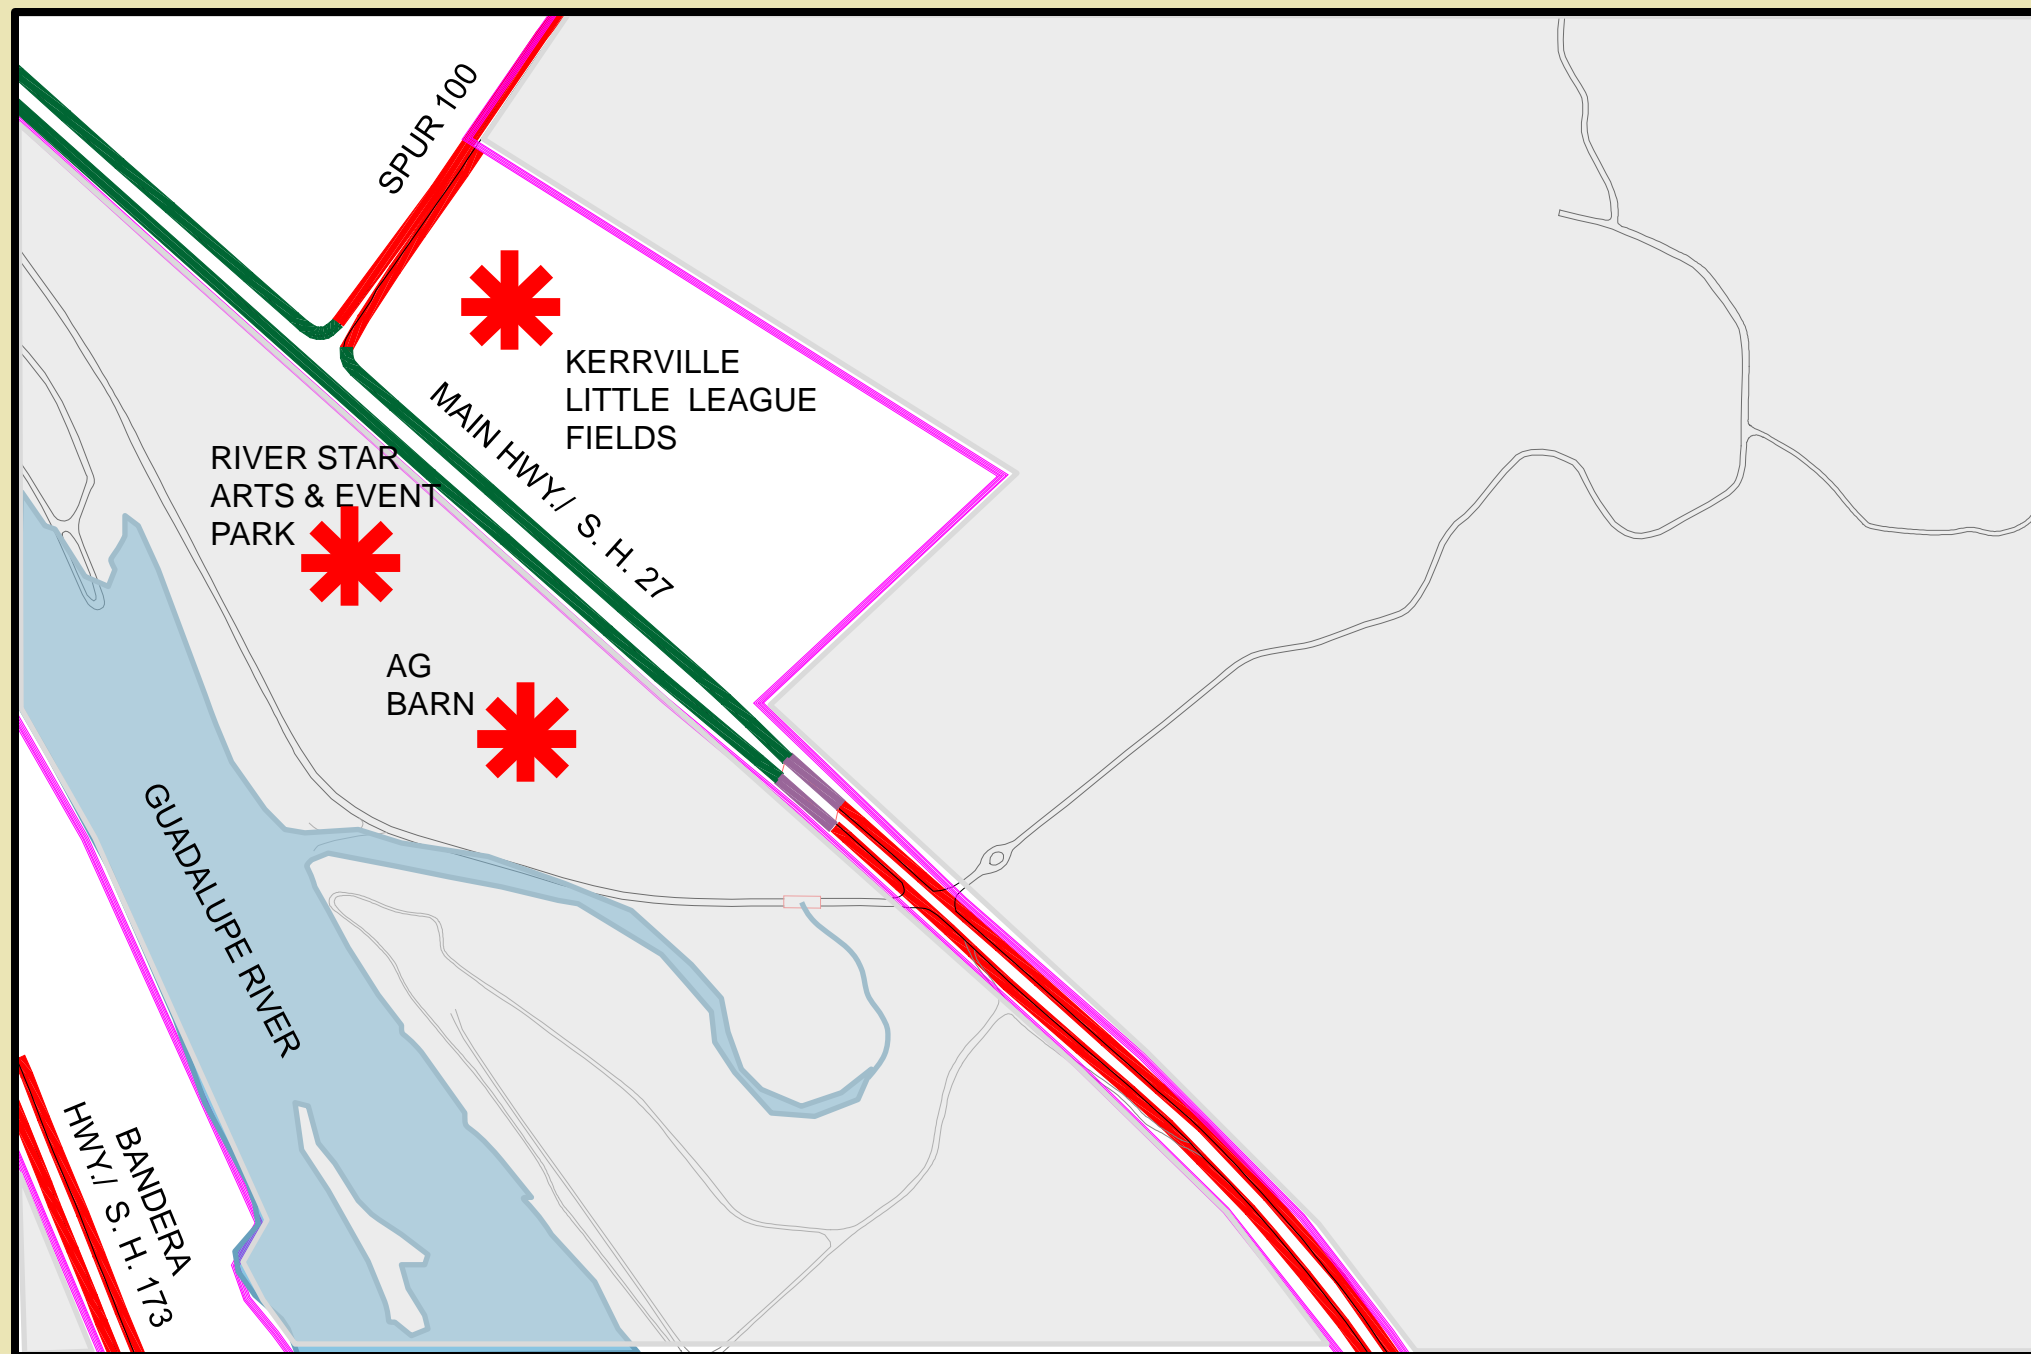 SPUR 100
KERRVILLE
LITTLE LEAGUE
FIELDS
MAIN HWY./ S. H. 27
RIVER STAR
ARTS & EVENT
PARK
AG
BARN
GUADALUPE RIVER
BANDERA
HWY./ S. H. 173